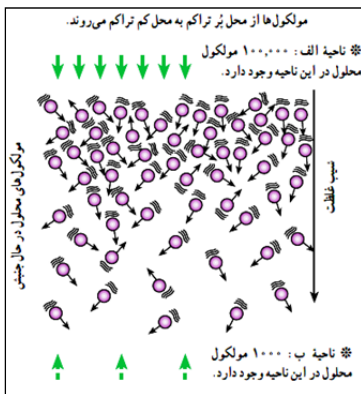 مولکول‌ها از محل پُر تراکم به محل کم تراکم می‌روند.
※ ناحیهٔ الف: ۱۰۰,۰۰۰ مولکول
محلول در این ناحیه وجود دارد.
مولکول‌های محلول در حال جنبش
شیب غلظت
※ ناحیهٔ ب: ۱۰۰۰ مولکول
محلول در این ناحیه وجود دارد.